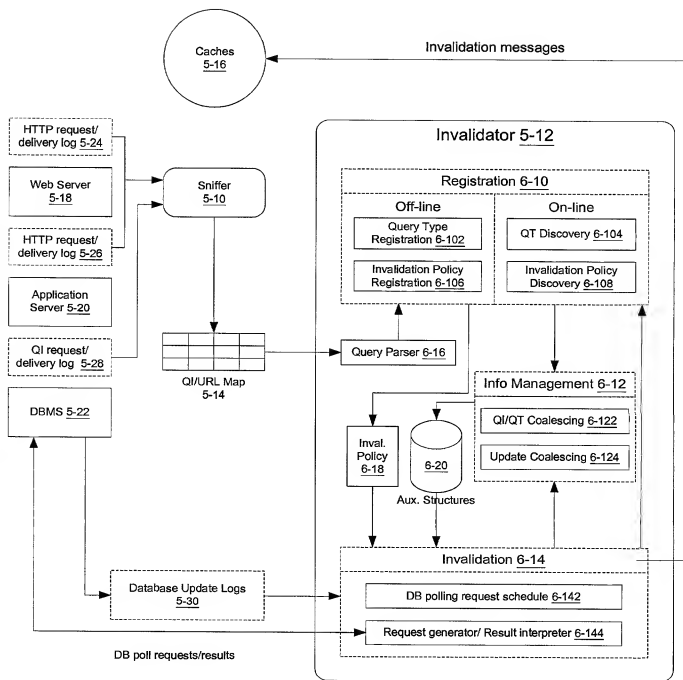 Caches
5-16
Invalidation messages
HTTP request/
delivery log 5-24
Web Server
5-18
HTTP request/
delivery log 5-26
Application
Server 5-20
QI request/
delivery log 5-28
DBMS 5-22
Sniffer
5-10
QI/URL Map
5-14
Invalidator 5-12
Registration 6-10
Off-line
Query Type
Registration 6-102
Invalidation Policy
Registration 6-106
On-line
QT Discovery 6-104
Invalidation Policy
Discovery 6-108
Query Parser 6-16
Info Management 6-12
QI/QT Coalescing 6-122
Update Coalescing 6-124
Inval.
Policy
6-18
6-20
Aux. Structures
Invalidation 6-14
DB polling request schedule 6-142
Request generator/ Result interpreter 6-144
Database Update Logs
5-30
DB poll requests/results